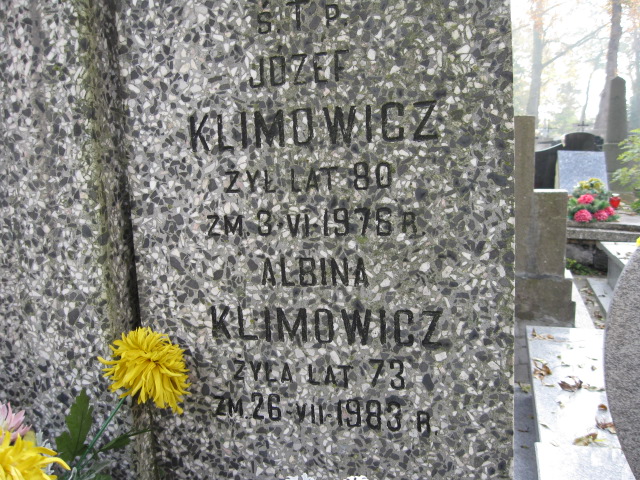 Ś T P
JÓZEF
KLIMOWICZ
ŻYŁ LAT 80
ZM. 3-VI-1976 R.
ALBINA
KLIMOWICZ
ŻYŁA LAT 73
ZM. 26-VII-1983 R.